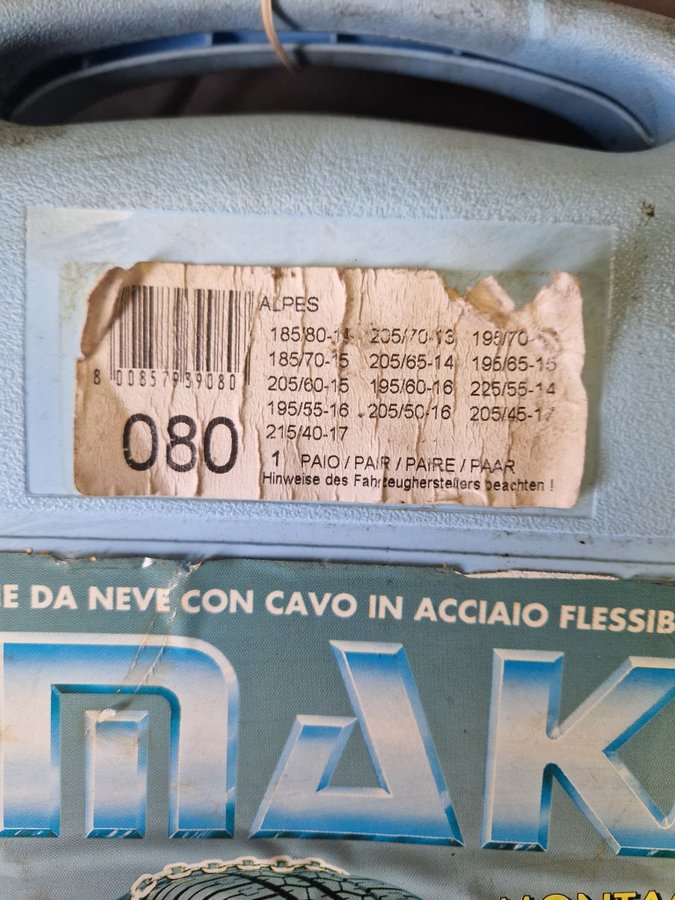 ALPES
185/80-14 205/70-13 195/70-
185/70-15 205/65-14 195/65-15
205/60-15 195/60-16 225/55-14
195/55-16 205/50-16 205/45-17
215/40-17
8 008579 39080
080
1 PAIO / PAIR / PAIRE / PAAR
Hinweise des Fahrzeugherstellers beachten !
E DA NEVE CON CAVO IN ACCIAIO FLESSIB
MAK
MONTA